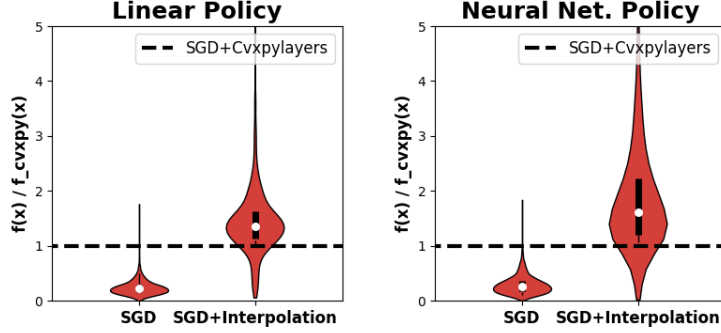 Linear Policy
f(x) / f_cvxpy(x)
5
4
3
2
1
0
SGD+Cvxpylayers
SGD
SGD+Interpolation
Neural Net. Policy
f(x) / f_cvxpy(x)
5
4
3
2
1
0
SGD+Cvxpylayers
SGD
SGD+Interpolation